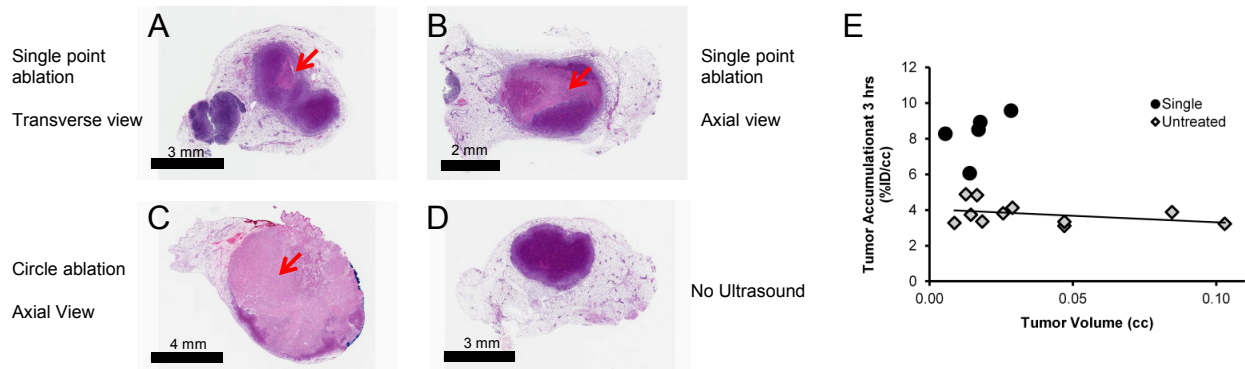 A
Single point
ablation
Transverse view
3 mm
B
Single point
ablation
Axial view
2 mm
C
Circle ablation
Axial View
4 mm
D
No Ultrasound
3 mm
E
Tumor Accumulationat 3 hrs
(%ID/cc)
12
10
8
6
4
2
0
Single
Untreated
0.00
0.05
0.10
Tumor Volume (cc)